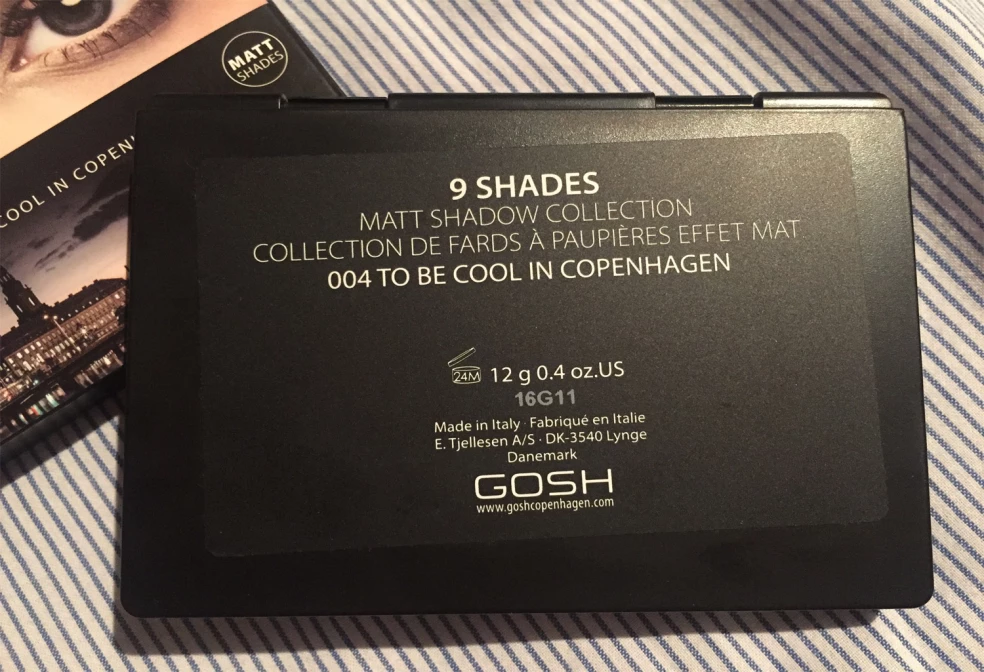 MATT
SHADES
COOL IN COPEN
9 SHADES
MATT SHADOW COLLECTION
COLLECTION DE FARDS À PAUPIÈRES EFFET MAT
004 TO BE COOL IN COPENHAGEN
24M 12 g 0.4 oz.US
16G11
Made in Italy · Fabriqué en Italie
E. Tjellesen A/S · DK-3540 Lynge
Danemark
GOSH
www.goshcopenhagen.com